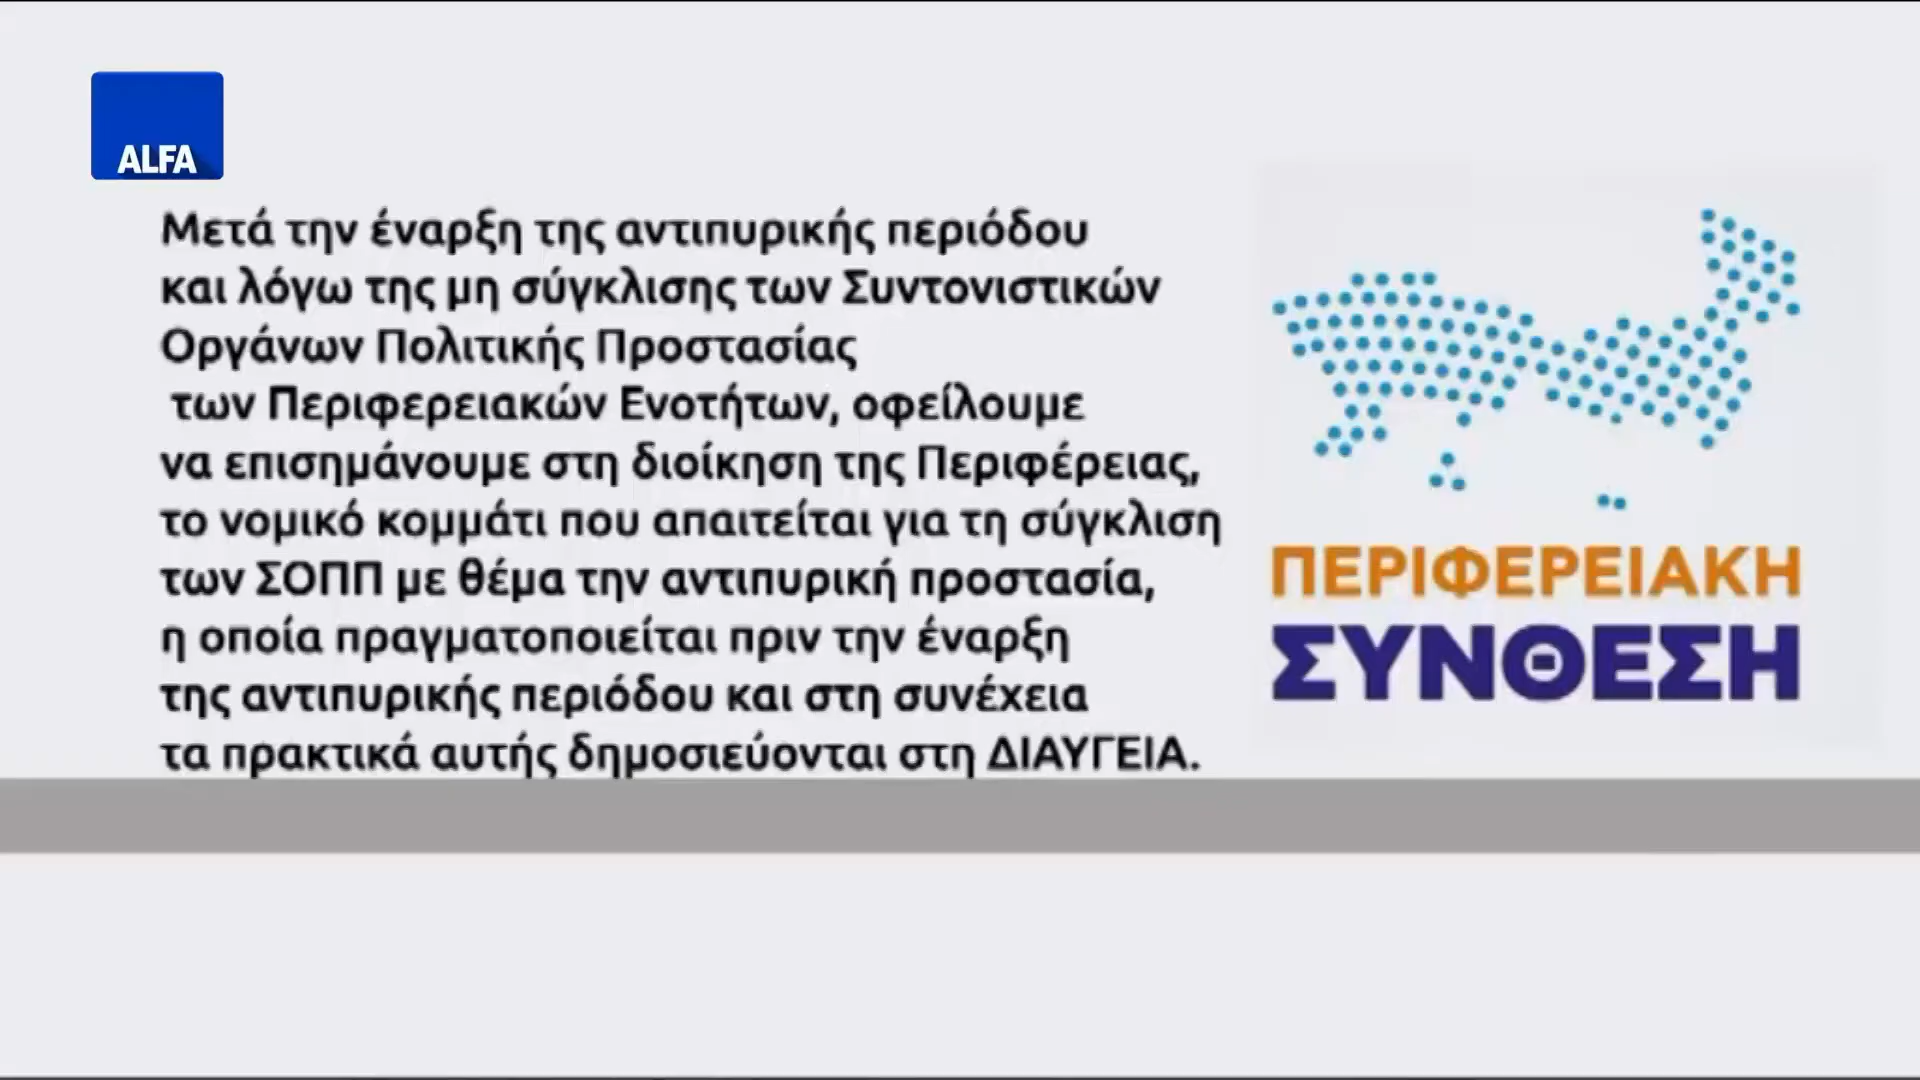 ALFA
Μετά την έναρξη της αντιπυρικής περιόδου
και λόγω της μη σύγκλισης των Συντονιστικών
Οργάνων Πολιτικής Προστασίας
των Περιφερειακών Ενοτήτων, οφείλουμε
να επισημάνουμε στη διοίκηση της Περιφέρειας,
το νομικό κομμάτι που απαιτείται για τη σύγκλιση
των ΣΟΠΠ με θέμα την αντιπυρική προστασία,
η οποία πραγματοποιείται πριν την έναρξη
της αντιπυρικής περιόδου και στη συνέχεια
τα πρακτικά αυτής δημοσιεύονται στη ΔΙΑΥΓΕΙΑ.
ΠΕΡΙΦΕΡΕΙΑΚΗ
ΣΥΝΘΕΣΗ